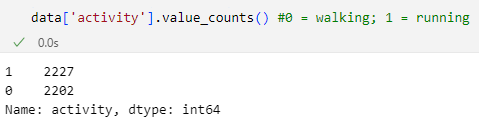 data['activity'].value_counts() #0 = walking; 1 = running
✓ 0.0s
1    2227
0    2202
Name: activity, dtype: int64